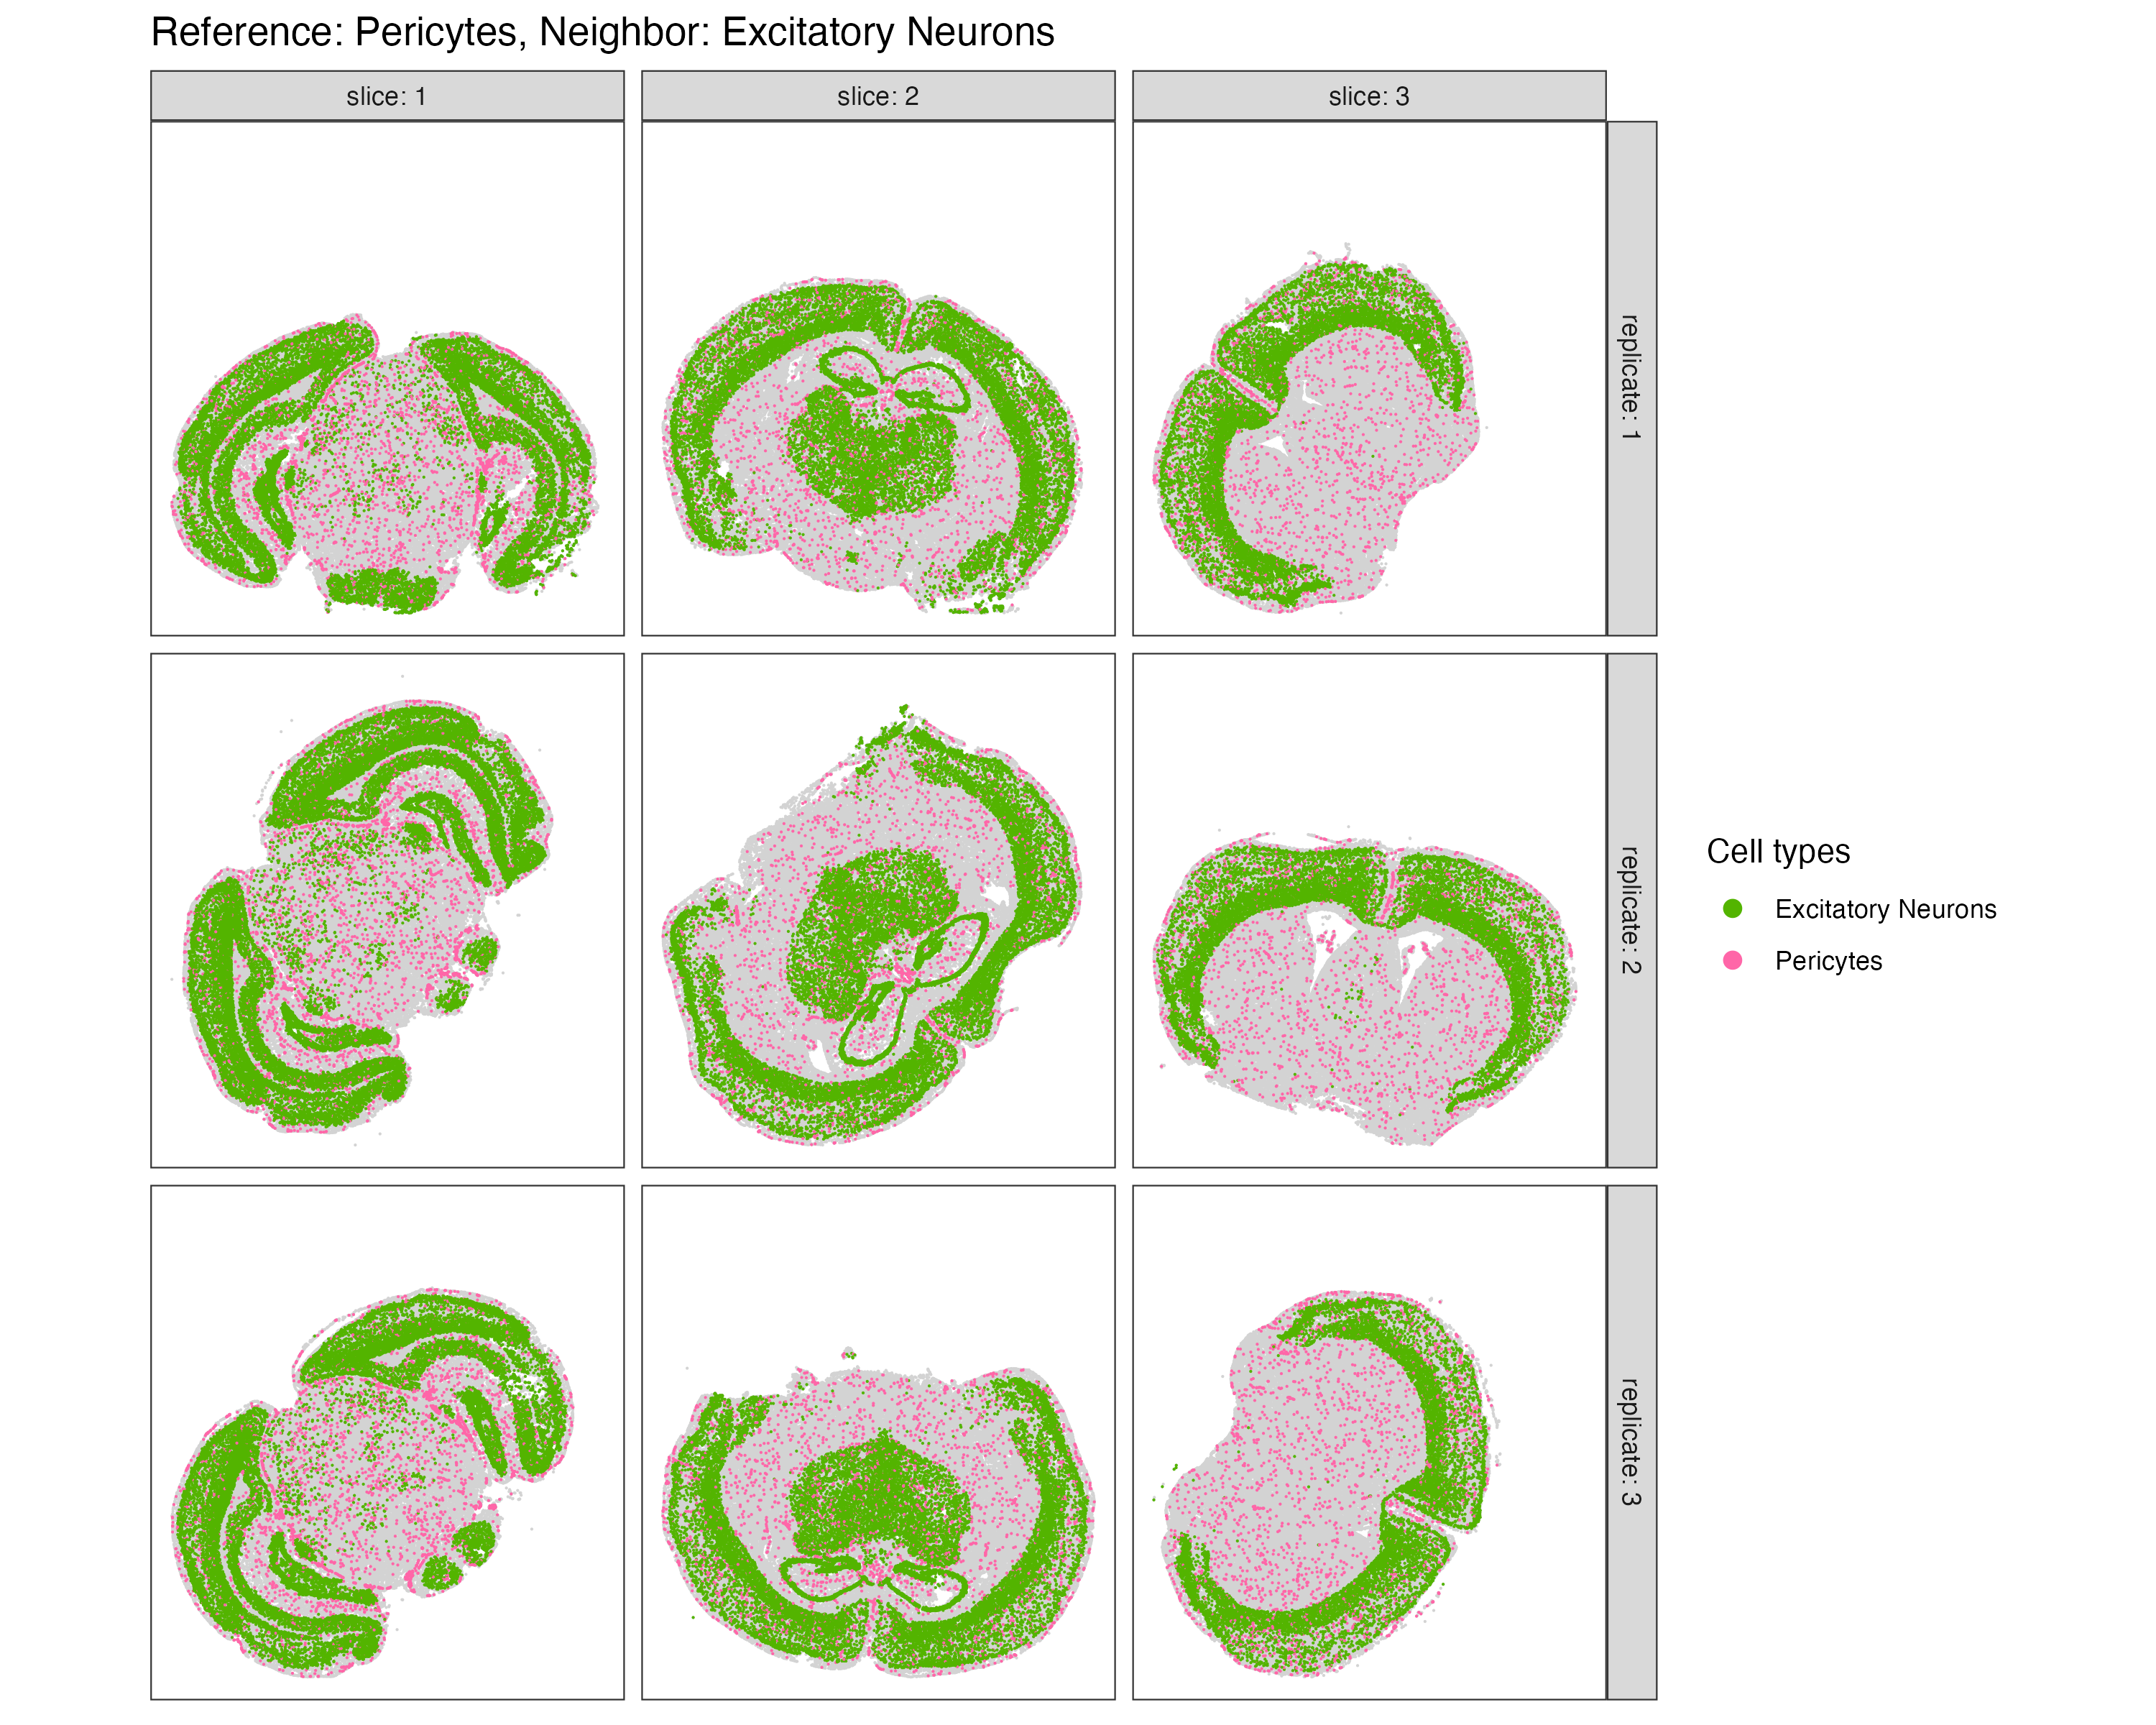 Reference: Pericytes, Neighbor: Excitatory Neurons
slice: 1
slice: 2
slice: 3
replicate: 1
replicate: 2
replicate: 3
Cell types
Excitatory Neurons
Pericytes